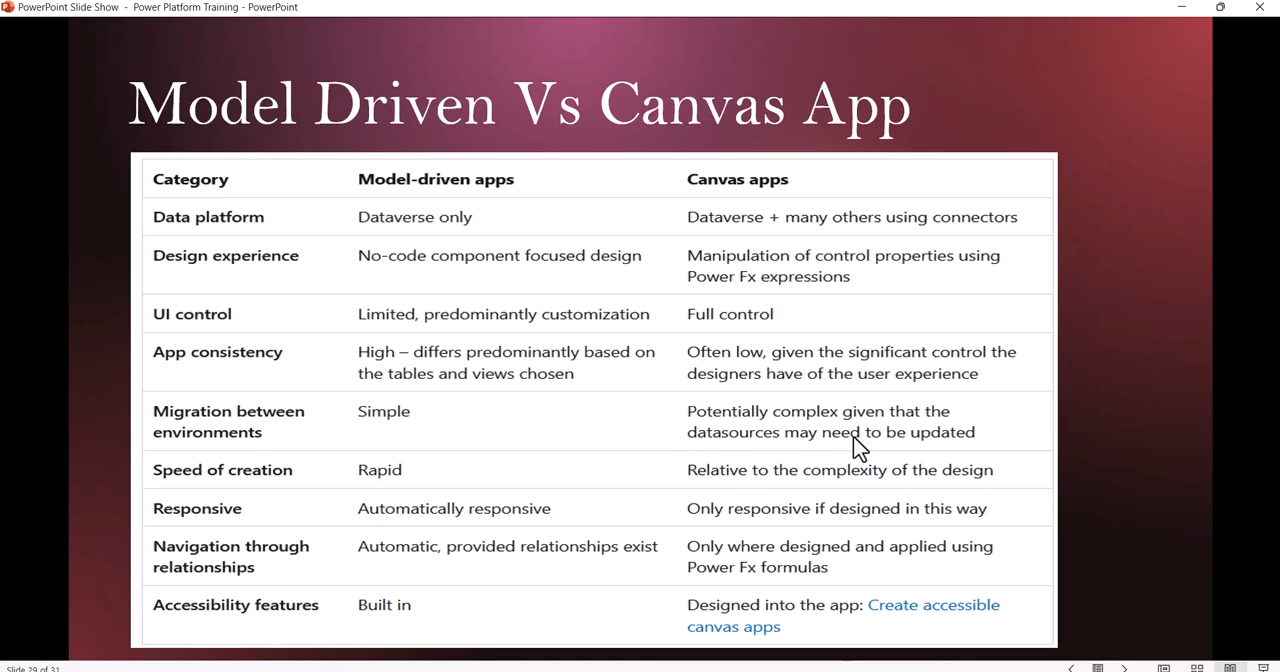 PowerPoint Slide Show - Power Platform Training - PowerPoint
Model Driven Vs Canvas App
Category Model-driven apps Canvas apps
Data platform Dataverse only Dataverse + many others using connectors
Design experience No-code component focused design Manipulation of control properties using
Power Fx expressions
UI control Limited, predominantly customization Full control
App consistency High – differs predominantly based on Often low, given the significant control the
the tables and views chosen designers have of the user experience
Migration between Simple Potentially complex given that the
environments datasources may need to be updated
Speed of creation Rapid Relative to the complexity of the design
Responsive Automatically responsive Only responsive if designed in this way
Navigation through Automatic, provided relationships exist Only where designed and applied using
relationships Power Fx formulas
Accessibility features Built in Designed into the app: Create accessible
canvas apps
Slide 29 of 31